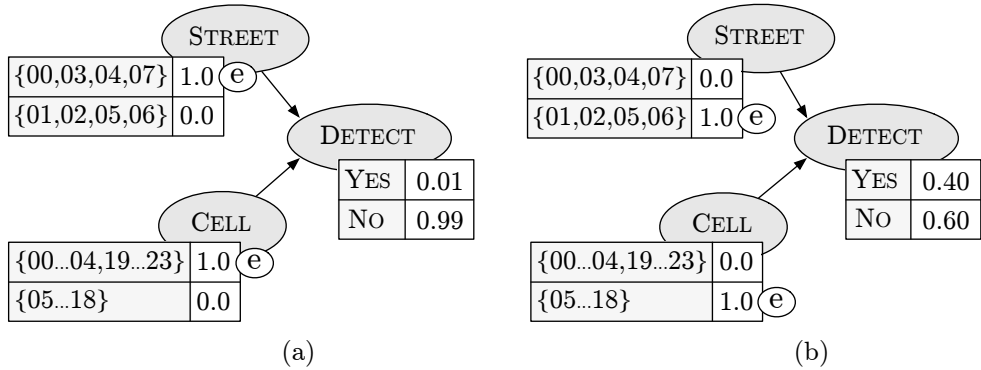 STREET
{00,03,04,07} 1.0 e
{01,02,05,06} 0.0
DETECT
YES 0.01
NO 0.99
CELL
{00...04,19...23} 1.0 e
{05...18} 0.0
(a)
STREET
{00,03,04,07} 0.0
{01,02,05,06} 1.0 e
DETECT
YES 0.40
NO 0.60
CELL
{00...04,19...23} 0.0
{05...18} 1.0 e
(b)